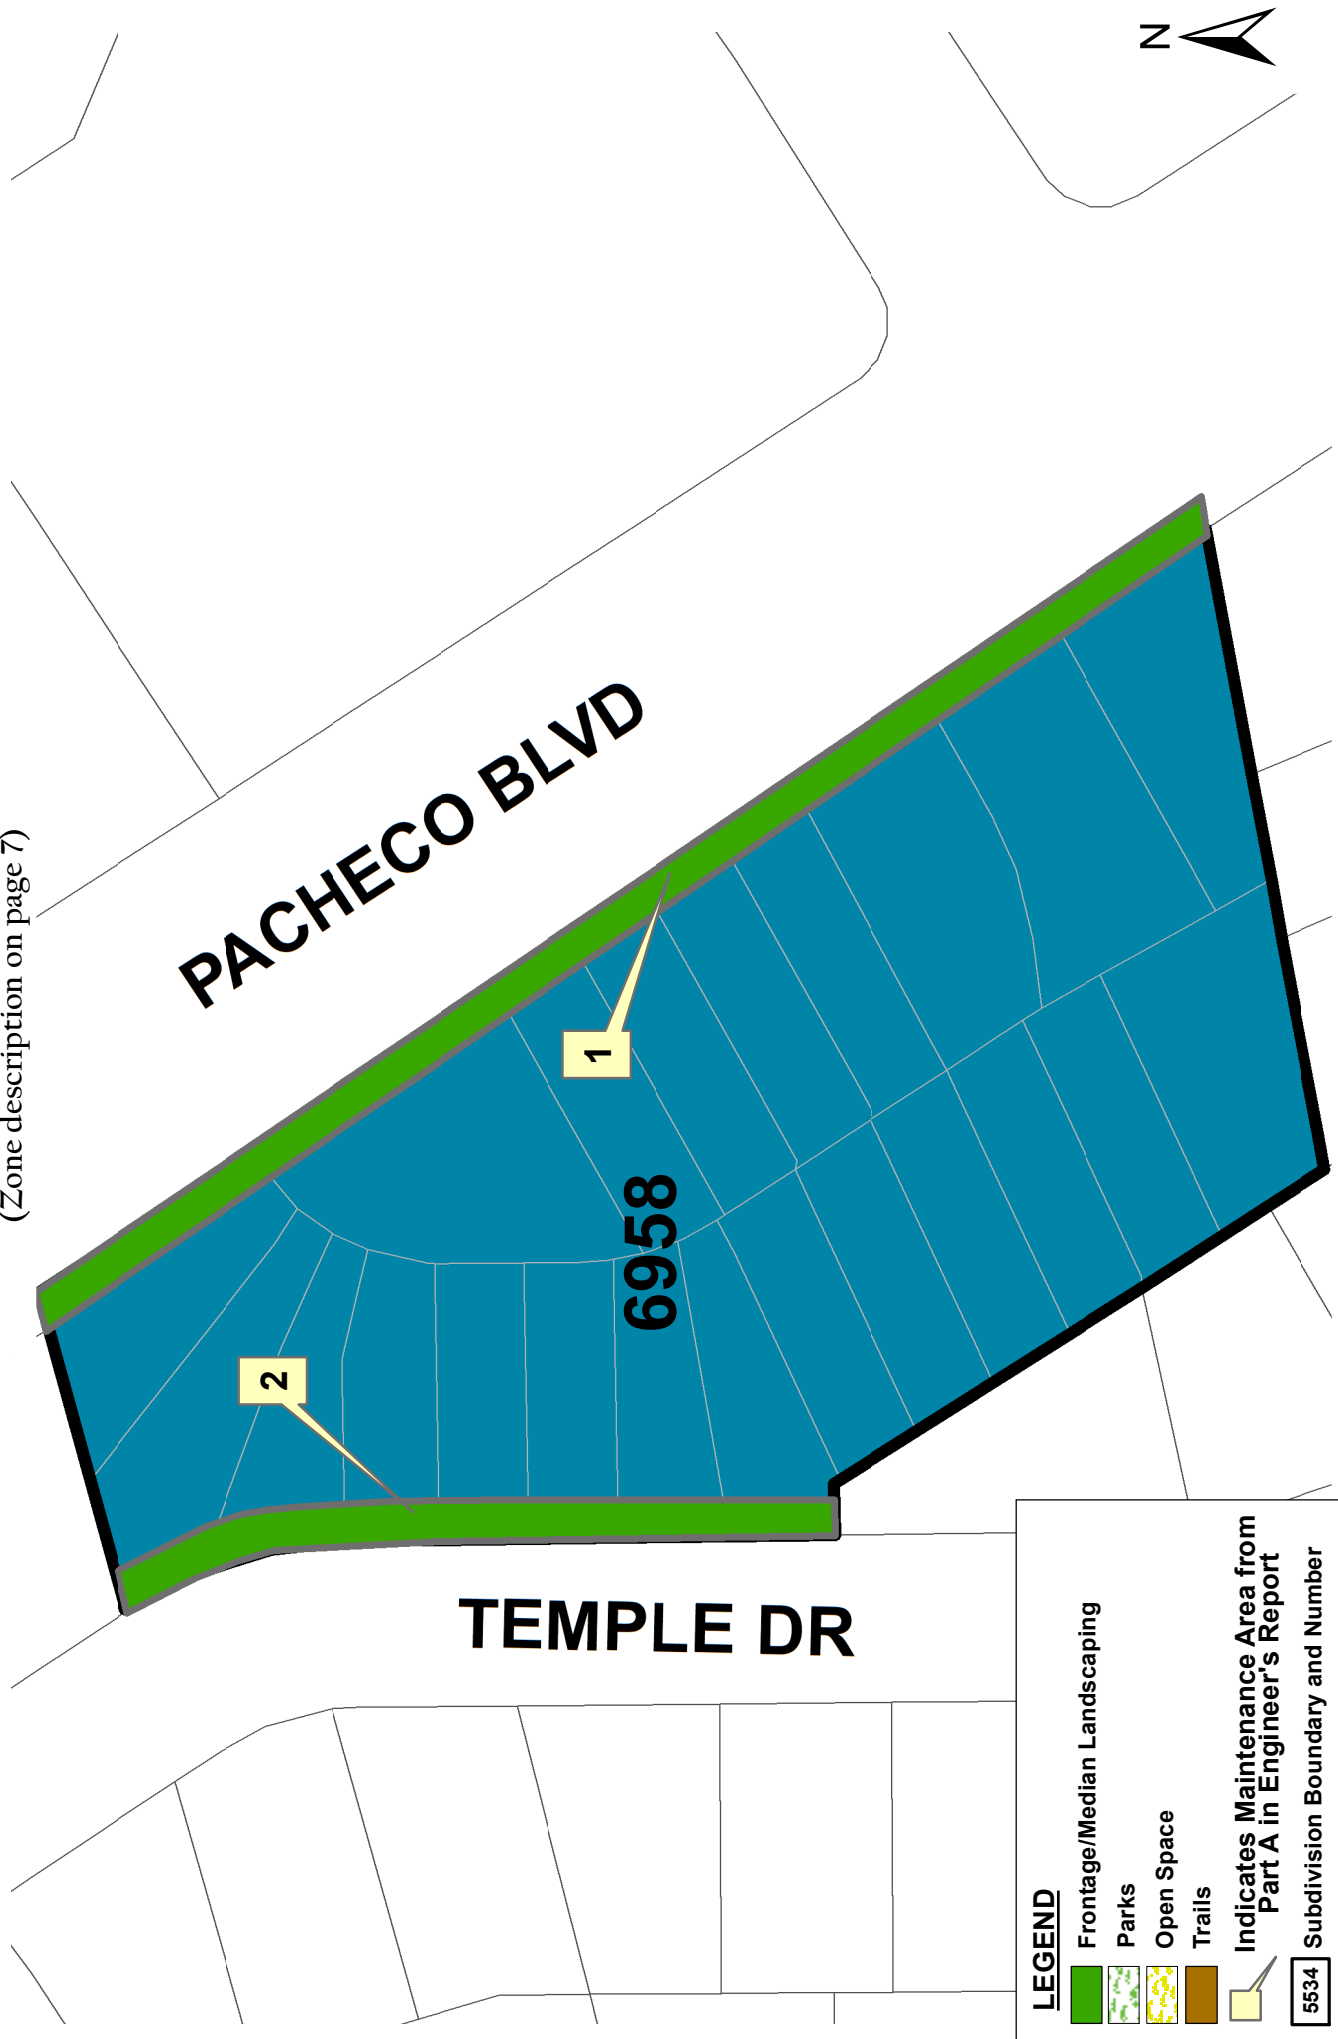 (Zone description on page 7)
N
PACHECO BLVD
1
2
6958
TEMPLE DR
LEGEND
Frontage/Median Landscaping
Parks
Open Space
Trails
Indicates Maintenance Area from
Part A in Engineer's Report
5534 Subdivision Boundary and Number